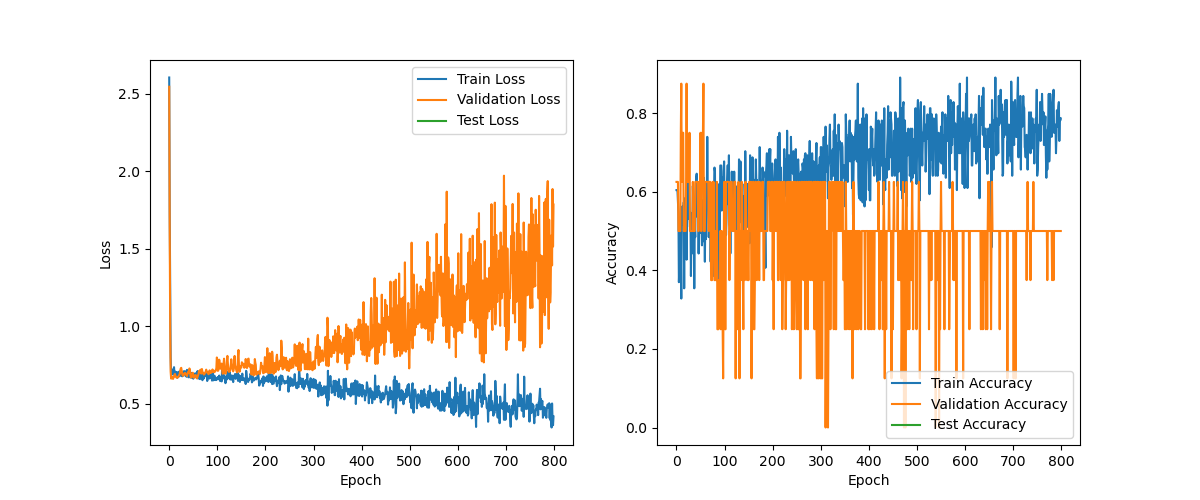 Train Loss
Validation Loss
Test Loss
2.5
2.0
1.5
1.0
0.5
Loss
0 100 200 300 400 500 600 700 800
Epoch
0.8
0.6
0.4
0.2
0.0
Accuracy
Train Accuracy
Validation Accuracy
Test Accuracy
0 100 200 300 400 500 600 700 800
Epoch